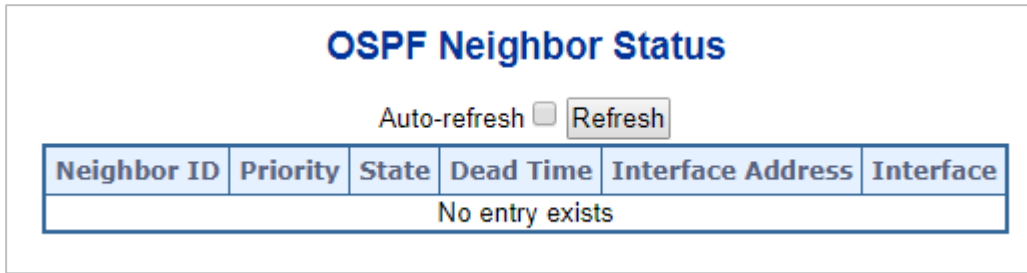 OSPF Neighbor Status
Auto-refresh Refresh
Neighbor ID Priority State Dead Time Interface Address Interface
No entry exists